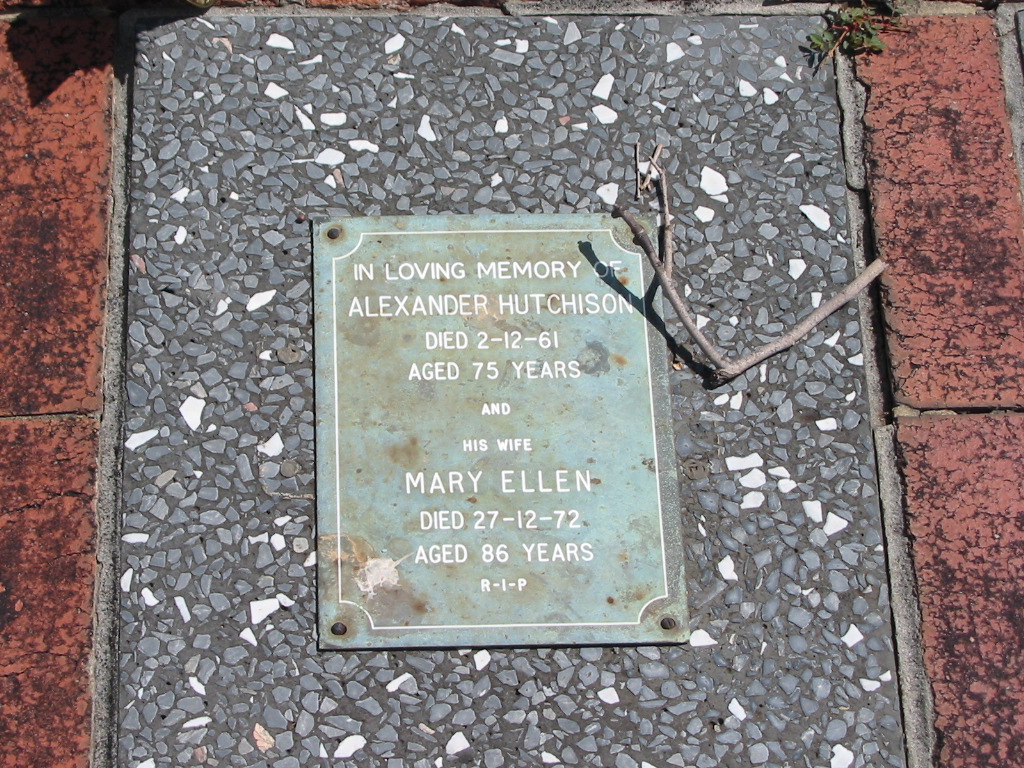 IN LOVING MEMORY OF
ALEXANDER HUTCHISON
DIED 2-12-61
AGED 75 YEARS
AND
HIS WIFE
MARY ELLEN
DIED 27-12-72
AGED 86 YEARS
R-I-P